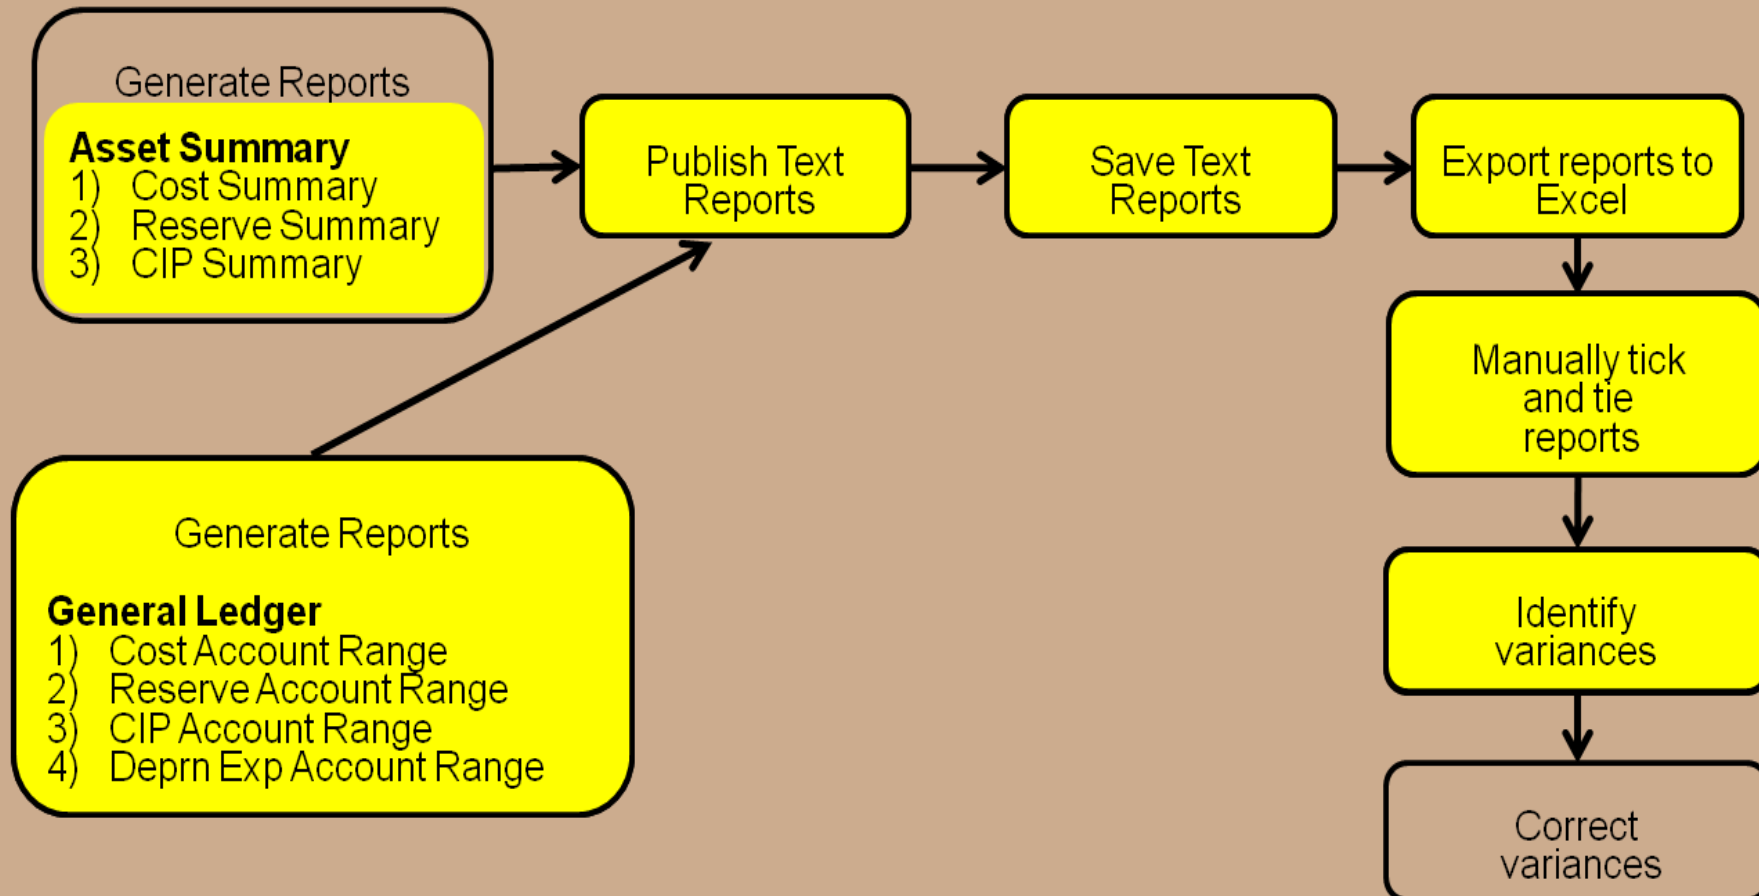 Generate Reports
Asset Summary
1) Cost Summary
2) Reserve Summary
3) CIP Summary
Publish Text
Reports
Save Text
Reports
Export reports to
Excel
Manually tick
and tie
reports
Identify
variances
Correct
variances
Generate Reports
General Ledger
1) Cost Account Range
2) Reserve Account Range
3) CIP Account Range
4) Deprn Exp Account Range